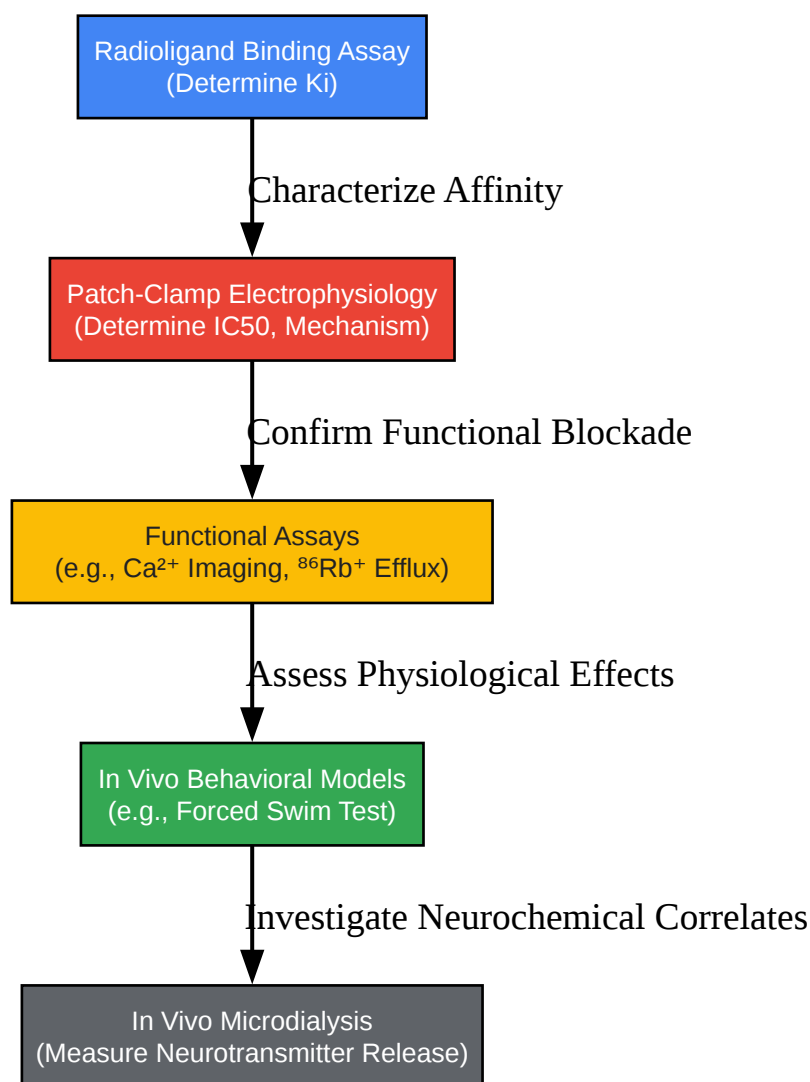 Radioligand Binding Assay
(Determine Ki)
Characterize Affinity
Patch-Clamp Electrophysiology
(Determine IC50, Mechanism)
Confirm Functional Blockade
Functional Assays
(e.g., Ca²⁺ Imaging, ⁸⁶Rb⁺ Efflux)
Assess Physiological Effects
In Vivo Behavioral Models
(e.g., Forced Swim Test)
Investigate Neurochemical Correlates
In Vivo Microdialysis
(Measure Neurotransmitter Release)